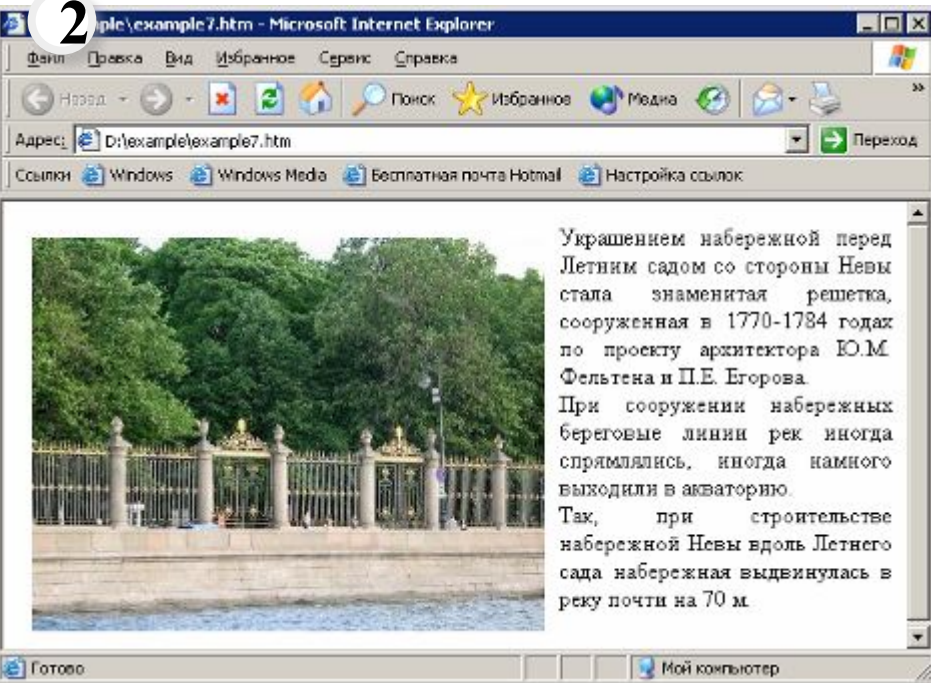 2
ple\example7.htm - Microsoft Internet Explorer
Файл Правка Вид Избранное Сервис Справка
Назад Поиск Избранное Медиа »
Адрес: D:\example\example7.htm Переход
Ссылки Windows Windows Media Бесплатная почта Hotmail Настройка ссылок
Украшением набережной перед
Летним садом со стороны Невы
стала знаменитая решетка,
сооруженная в 1770-1784 годах
по проекту архитектора Ю.М.
Фельтена и П.Е. Егорова.
При сооружении набережных
береговые линии рек иногда
спрямлялись, иногда намного
выходили в акваторию.
Так, при строительстве
набережной Невы вдоль Летнего
сада набережная выдвинулась в
реку почти на 70 м.
Готово Мой компьютер